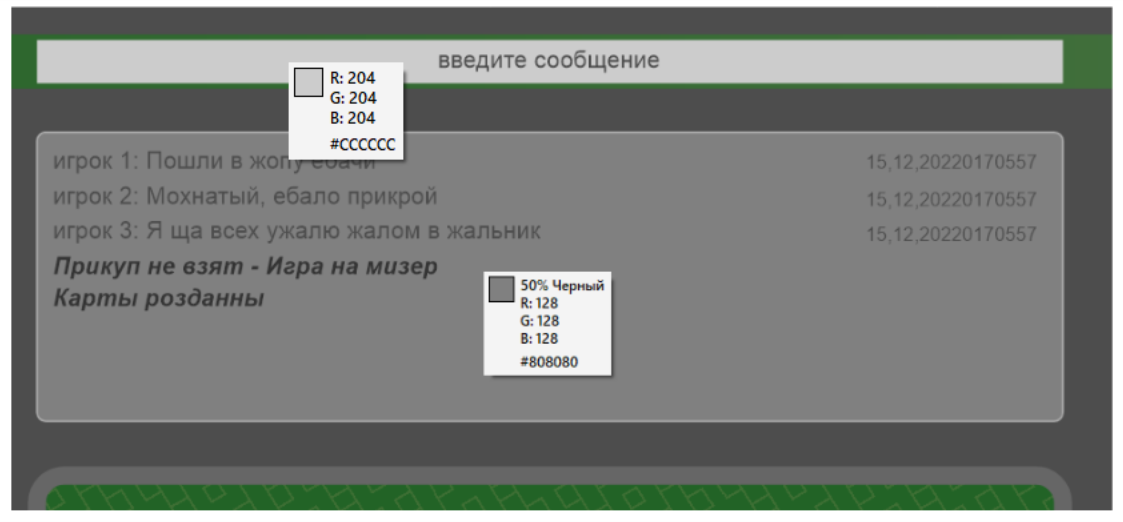 введите сообщение
R: 204
G: 204
B: 204
#CCCCCC
игрок 1: Пошли в жопу ебачи
15,12,20220170557
игрок 2: Мохнатый, ебало прикрой
15,12,20220170557
игрок 3: Я ща всех ужалю жалом в жальник
15,12,20220170557
Прикуп не взят - Игра на мизер
Карты розданны
50% Черный
R: 128
G: 128
B: 128
#808080